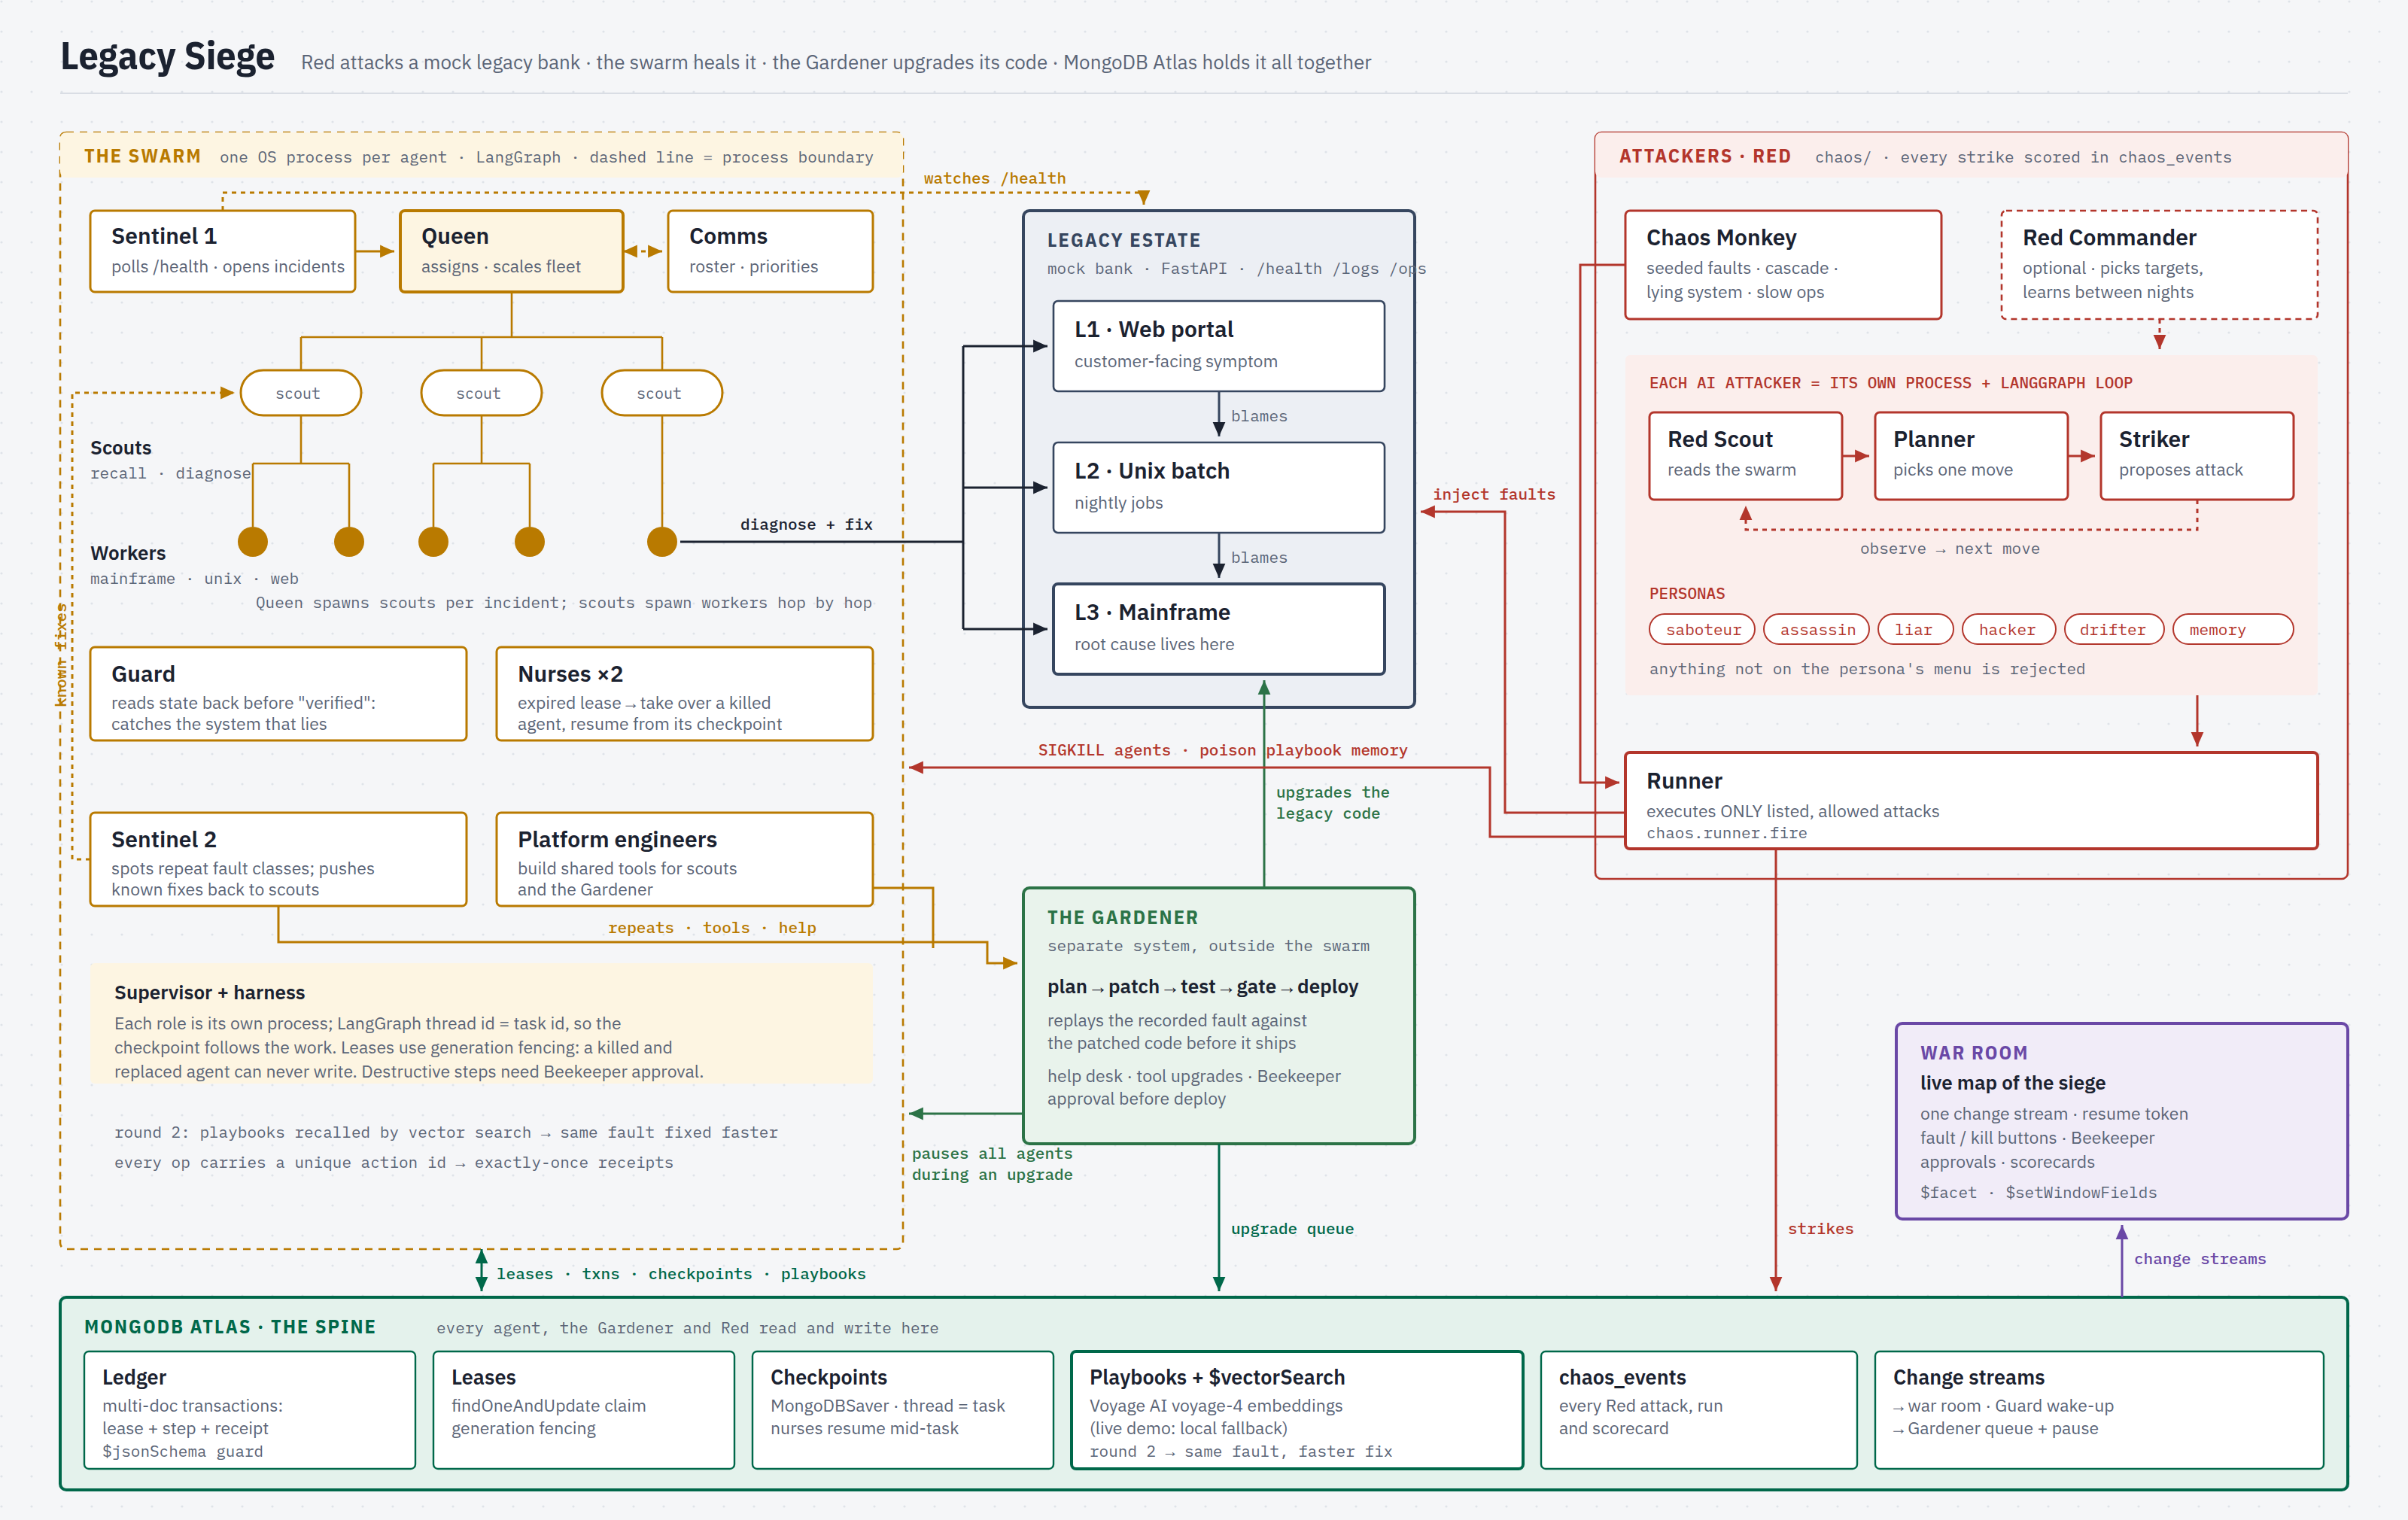 Legacy Siege
Red attacks a mock legacy bank · the swarm heals it · the Gardener upgrades its code · MongoDB Atlas holds it all together
THE SWARM
one OS process per agent · LangGraph · dashed line = process boundary
watches /health
Sentinel 1
polls /health · opens incidents
Queen
assigns · scales fleet
Comms
roster · priorities
scout
scout
scout
Scouts
recall · diagnose
Workers
mainframe · unix · web
diagnose + fix
Queen spawns scouts per incident; scouts spawn workers hop by hop
known fixes
Guard
reads state back before "verified":
catches the system that lies
Nurses ×2
expired lease→take over a killed
agent, resume from its checkpoint
Sentinel 2
spots repeat fault classes; pushes
known fixes back to scouts
Platform engineers
build shared tools for scouts
and the Gardener
repeats · tools · help
Supervisor + harness
Each role is its own process; LangGraph thread id = task id, so the
checkpoint follows the work. Leases use generation fencing: a killed and
replaced agent can never write. Destructive steps need Beekeeper approval.
round 2: playbooks recalled by vector search → same fault fixed faster
every op carries a unique action id → exactly-once receipts
LEGACY ESTATE
mock bank · FastAPI · /health /logs /ops
L1 · Web portal
customer-facing symptom
blames
L2 · Unix batch
nightly jobs
blames
L3 · Mainframe
root cause lives here
inject faults
SIGKILL agents · poison playbook memory
upgrades the
legacy code
THE GARDENER
separate system, outside the swarm
plan→patch→test→gate→deploy
replays the recorded fault against
the patched code before it ships
help desk · tool upgrades · Beekeeper
approval before deploy
pauses all agents
during an upgrade
ATTACKERS · RED
chaos/ · every strike scored in chaos_events
Chaos Monkey
seeded faults · cascade ·
lying system · slow ops
Red Commander
optional · picks targets,
learns between nights
EACH AI ATTACKER = ITS OWN PROCESS + LANGGRAPH LOOP
Red Scout
reads the swarm
Planner
picks one move
Striker
proposes attack
observe → next move
PERSONAS
saboteur
assassin
liar
hacker
drifter
memory
anything not on the persona's menu is rejected
Runner
executes ONLY listed, allowed attacks
chaos.runner.fire
WAR ROOM
live map of the siege
one change stream · resume token
fault / kill buttons · Beekeeper
approvals · scorecards
$facet · $setWindowFields
leases · txns · checkpoints · playbooks
upgrade queue
strikes
change streams
MONGODB ATLAS · THE SPINE
every agent, the Gardener and Red read and write here
Ledger
multi-doc transactions:
lease + step + receipt
$jsonSchema guard
Leases
findOneAndUpdate claim
generation fencing
Checkpoints
MongoDBSaver · thread = task
nurses resume mid-task
Playbooks + $vectorSearch
Voyage AI voyage-4 embeddings
(live demo: local fallback)
round 2 → same fault, faster fix
chaos_events
every Red attack, run
and scorecard
Change streams
→war room · Guard wake-up
→Gardener queue + pause